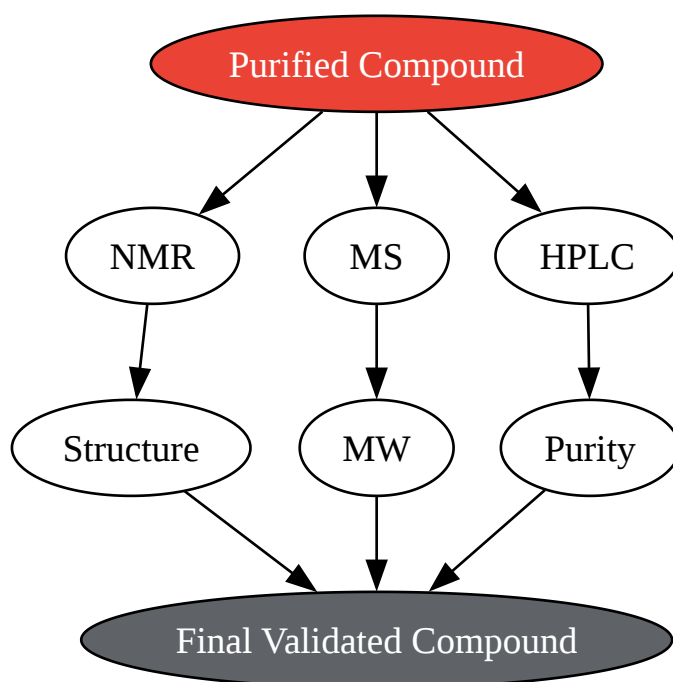 Purified Compound
NMR
MS
HPLC
Structure
MW
Purity
Final Validated Compound